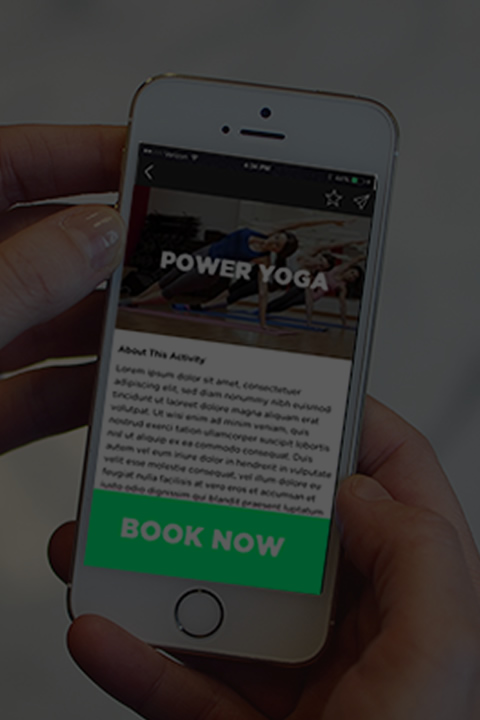 Verizon 4:34 PM
POWER YOGA
About This Activity
Lorem ipsum dolor sit amet, consectetuer
adipiscing elit, sed diam nonummy nibh euismod
tincidunt ut laoreet dolore magna aliquam erat
volutpat. Ut wisi enim ad minim veniam, quis
nostrud exerci tation ullamcorper suscipit lobortis
nisl ut aliquip ex ea commodo consequat. Duis
autem vel eum iriure dolor in hendrerit in vulputate
velit esse molestie consequat, vel illum dolore eu
feugiat nulla facilisis at vero eros et accumsan et
iusto odio dignissim qui blandit praesent luptatum
BOOK NOW